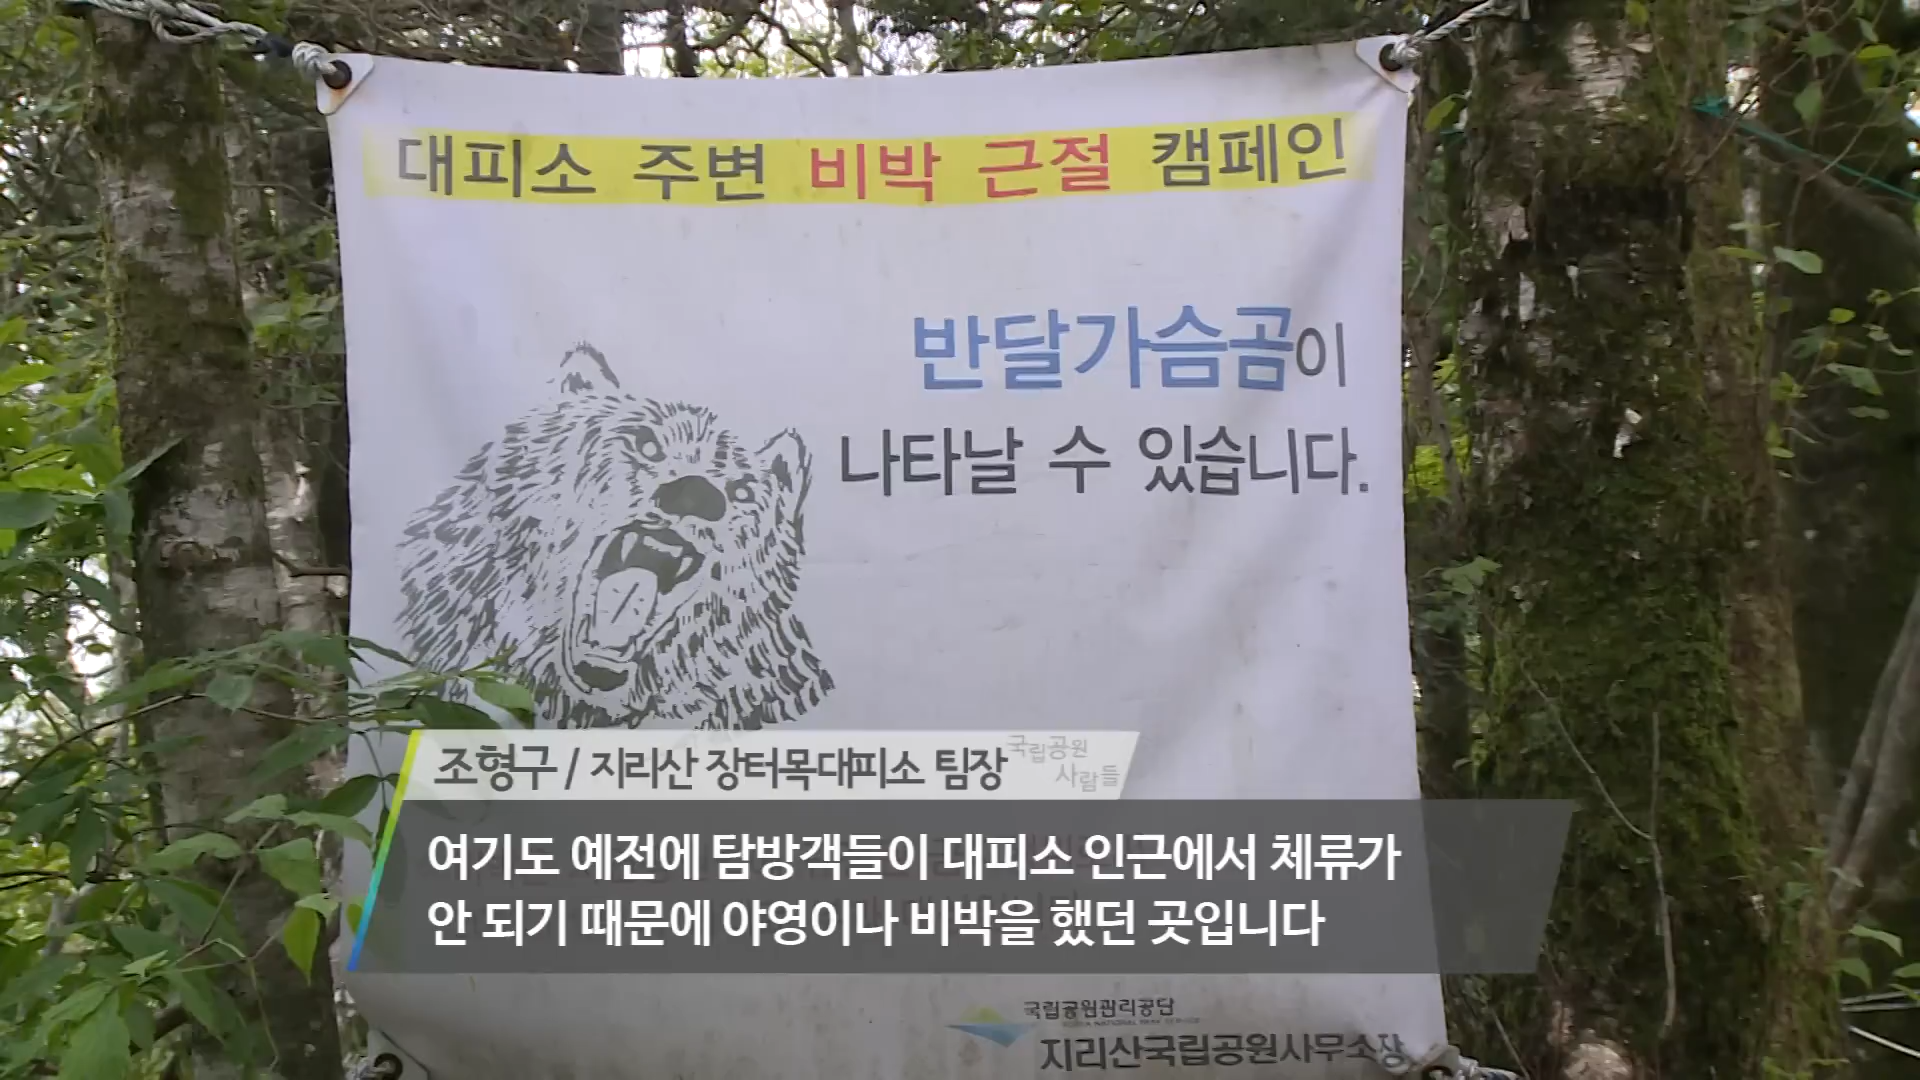 대피소 주변 비박 근절 캠페인
반달가슴곰이
나타날 수 있습니다.
조형구 / 지리산 장터목대피소 팀장
국립공원
사람들
여기도 예전에 탐방객들이 대피소 인근에서 체류가
안 되기 때문에 야영이나 비박을 했던 곳입니다
국립공원관리공단
KOREA NATIONAL PARK SERVICE
지리산국립공원사무소장